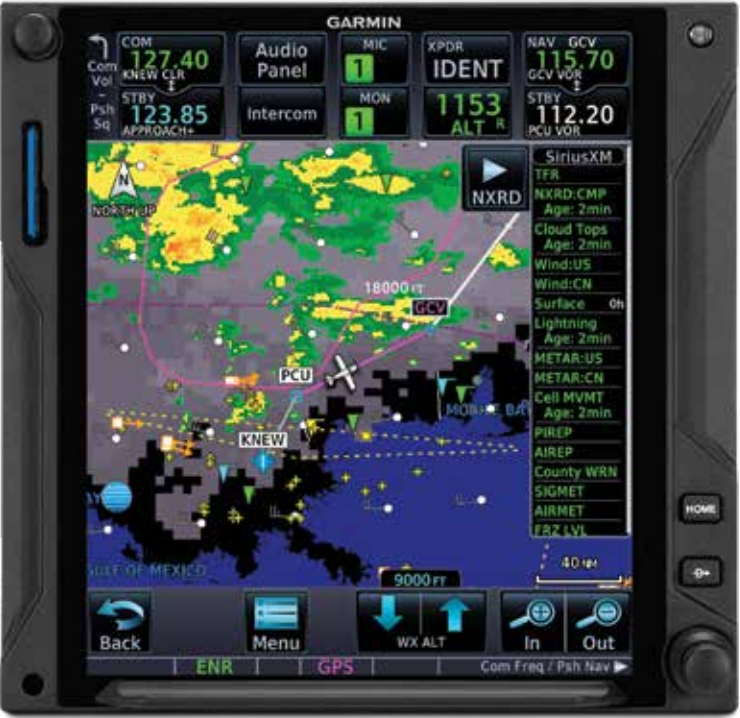 GARMIN
Com
Vol
-
Psh
Sq
COM
127.40
KNEW CLR
STBY
123.85
APPROACH+
Audio
Panel
Intercom
MIC
1
MON
1
XPDR
IDENT
1153
ALT R
NAV GCV
115.70
GCV VOR
STBY
112.20
PCU VOR
N
NORTH UP
NXRD
SiriusXM
TFR
NXRD:CMP
Age: 2min
Cloud Tops
Age: 2min
Wind:US
Wind:CN
Surface 0h
Lightning
Age: 2min
METAR:US
METAR:CN
Cell MVMT
Age: 2min
PIREP
AIREP
County WRN
SIGMET
AIRMET
FRZ LVL
18000 FT
GCV
PCU
KNEW
GULF OF MEXICO
40 NM
9000 FT
Back
Menu
WX ALT
In
Out
HOME
ENR
GPS
Com Freq / Psh Nav